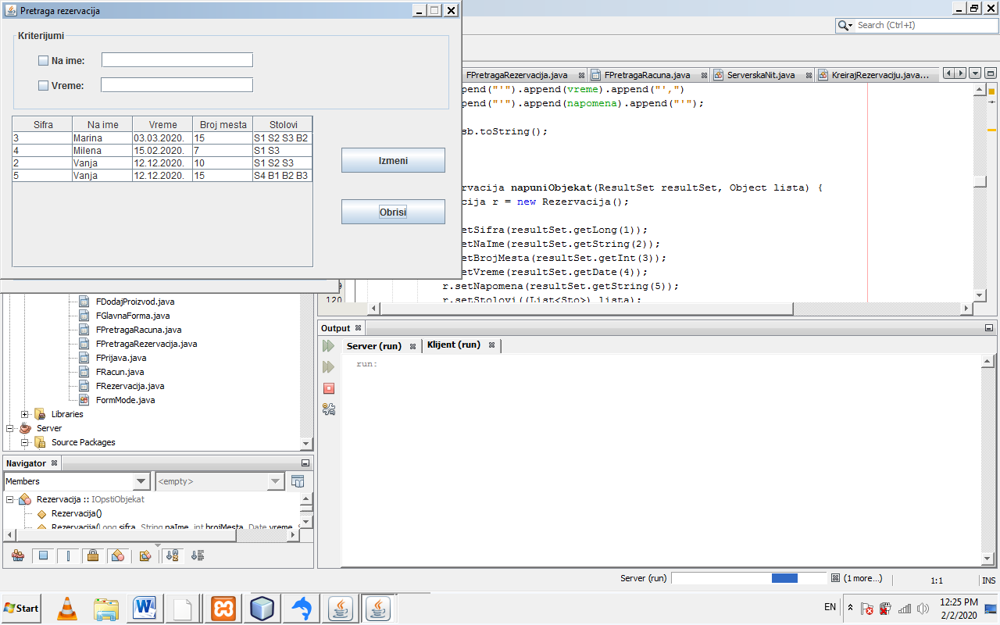 Pretraga rezervacija
Kriterijumi
Na ime:
Vreme:
Sifra Na ime Vreme Broj mesta Stolovi
3 Marina 03.03.2020. 15 S1 S2 S3 B2
4 Milena 15.02.2020. 7 S1 S3
2 Vanja 12.12.2020. 10 S1 S2 S3
5 Vanja 12.12.2020. 15 S4 B1 B2 B3
Izmeni
Obrisi
Search (Ctrl+I)
FPretragaRezervacija.java FPretragaRacuna.java ServerskaNit.java KreirajRezervaciju.java...
pend("'").append(vreme).append("',")
pend("'").append(napomena).append("'");
sb.toString();
rvacija napuniObjekat(ResultSet resultSet, Object lista) {
cija r = new Rezervacija();
etSifra(resultSet.getLong(1));
etNaIme(resultSet.getString(2));
etBrojMesta(resultSet.getInt(3));
etVreme(resultSet.getDate(4));
r.setNapomena(resultSet.getString(5));
120 r.setStolovi((List<Sto>) lista);
FDodajProizvod.java
FGlavnaForma.java
FPretragaRacuna.java
FPretragaRezervacija.java
FPrijava.java
FRacun.java
FRezervacija.java
FormMode.java
Libraries
Server
Source Packages
Navigator
Members <empty>
Rezervacija :: IOpstiObjekat
Rezervacija()
Rezervacija(Long sifra, String naIme, int brojMesta, Date vreme,
Output
Server (run) Klijent (run)
run:
Server (run) (1 more...) 1:1 INS
Start
EN
12:25 PM
2/2/2020